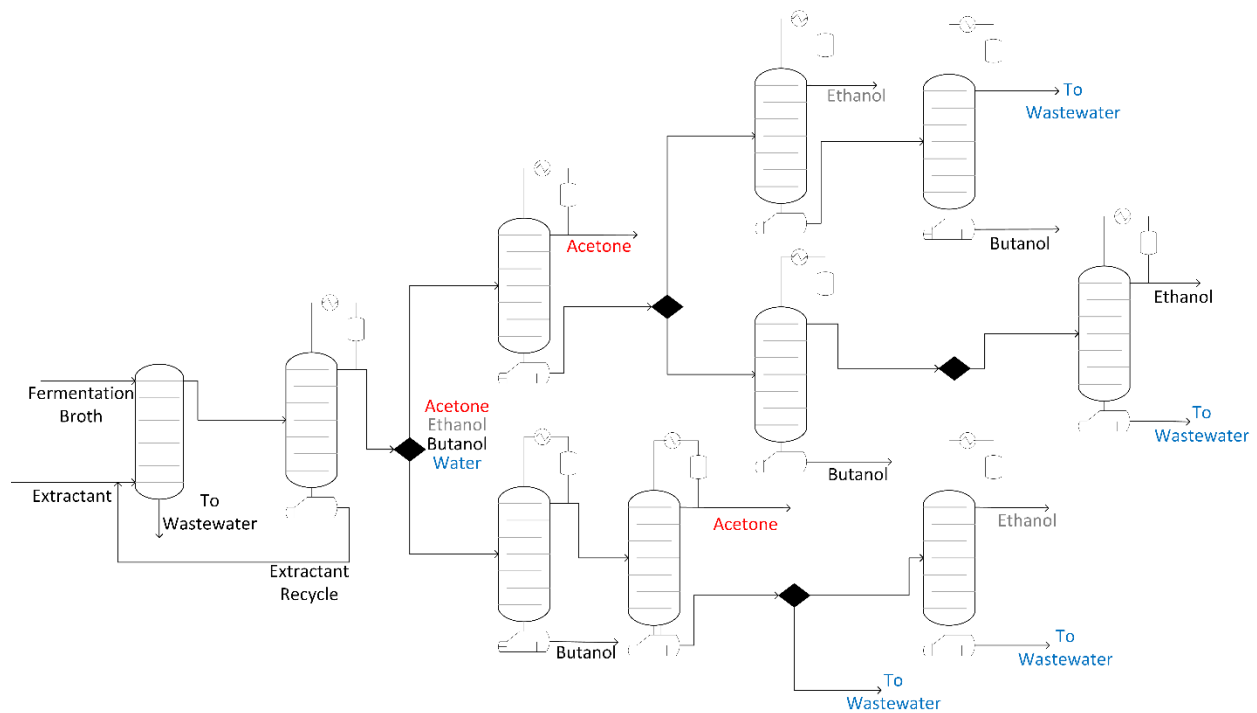 Ethanol
To
Wastewater
Acetone
Butanol
Ethanol
Fermentation
Broth
Acetone
Ethanol
Butanol
Water
To
Wastewater
Butanol
Extractant
To
Wastewater
Acetone
Ethanol
Extractant
Recycle
Butanol
To
Wastewater
To
Wastewater